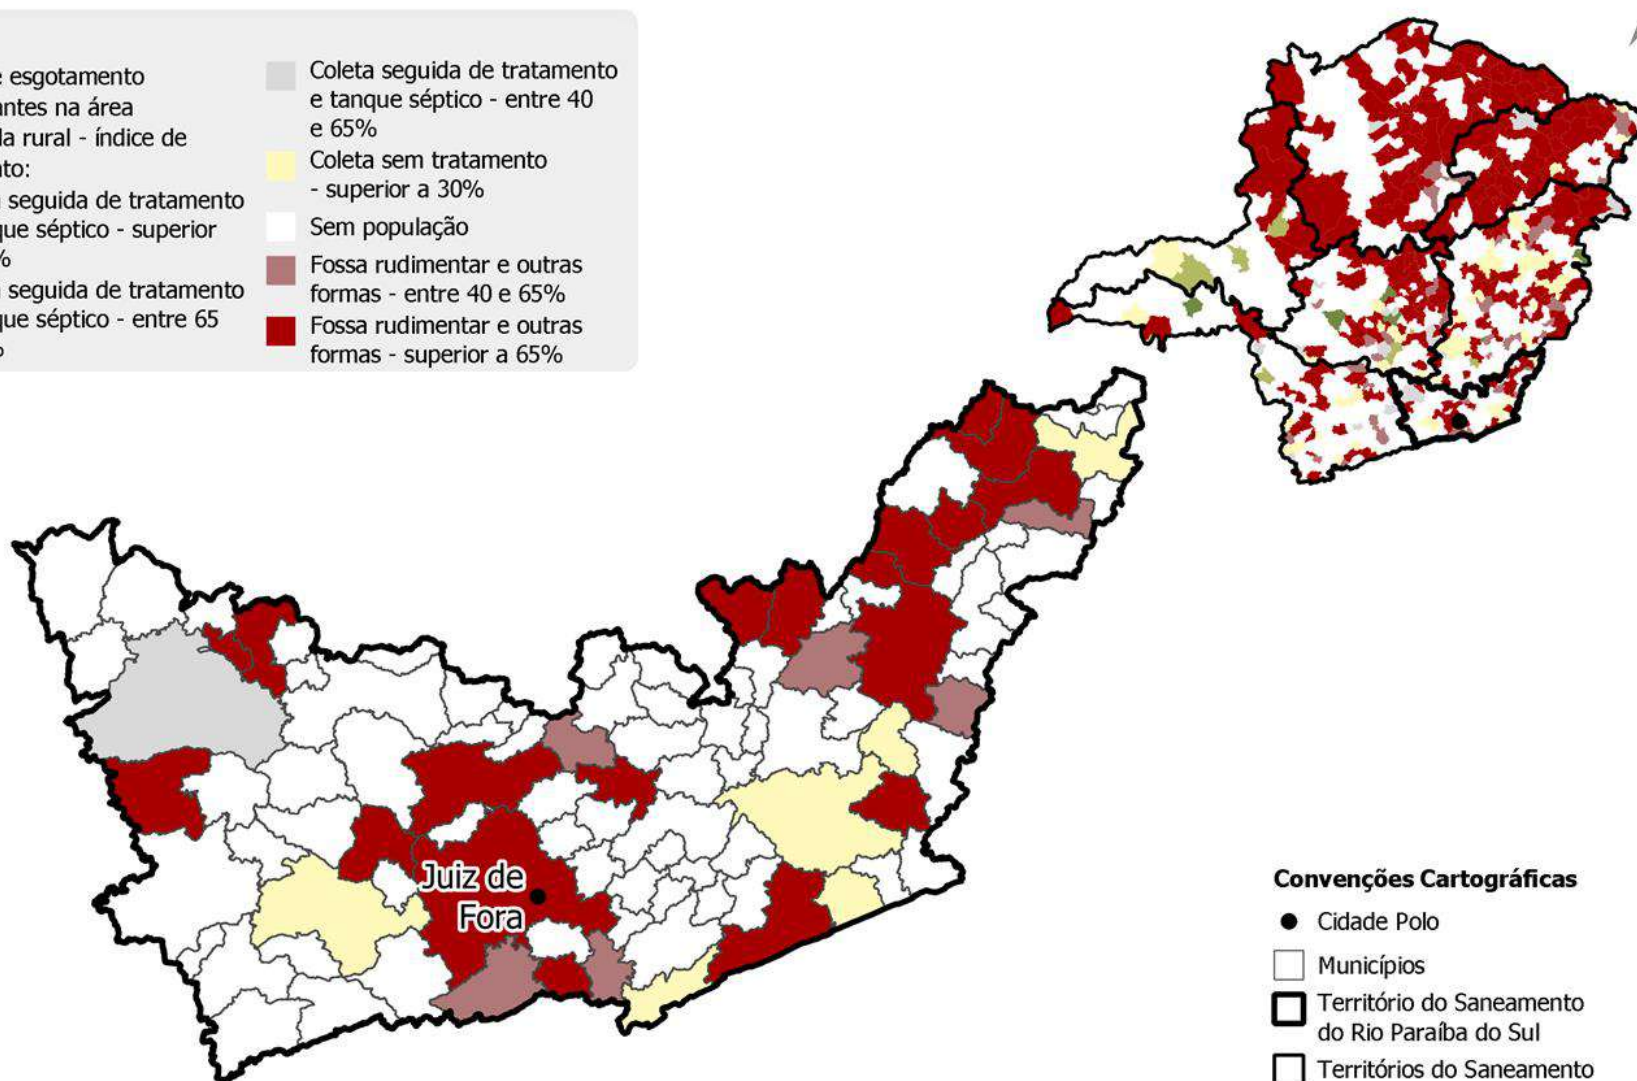 esgotamento
antes na área
la rural - índice de
nto:
seguida de tratamento
que séptico - superior
%
seguida de tratamento
que séptico - entre 65
%
Coleta seguida de tratamento
e tanque séptico - entre 40
e 65%
Coleta sem tratamento
- superior a 30%
Sem população
Fossa rudimentar e outras
formas - entre 40 e 65%
Fossa rudimentar e outras
formas - superior a 65%
Juiz de
Fora
Convenções Cartográficas
Cidade Polo
Municípios
Território do Saneamento
do Rio Paraíba do Sul
Territórios do Saneamento